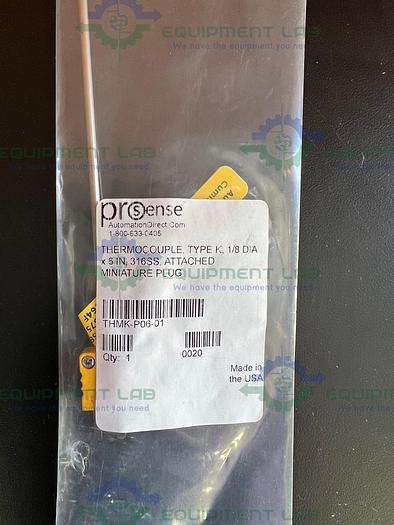 EQUIPMENT LAB
We have the equipment you need
EQUIPMENT LAB
We have the equipment you need
prosense
AutomationDirect.Com
1-800-633-0405
THERMOCOUPLE, TYPE K, 1/8 DIA
x 6 IN, 316SS, ATTACHED
MINIATURE PLUG
THMK-P06-01
Qty: 1
0020
Made in
the USA
EQUIPMENT LAB
We have the equipment you need
EQUIPMENT LAB